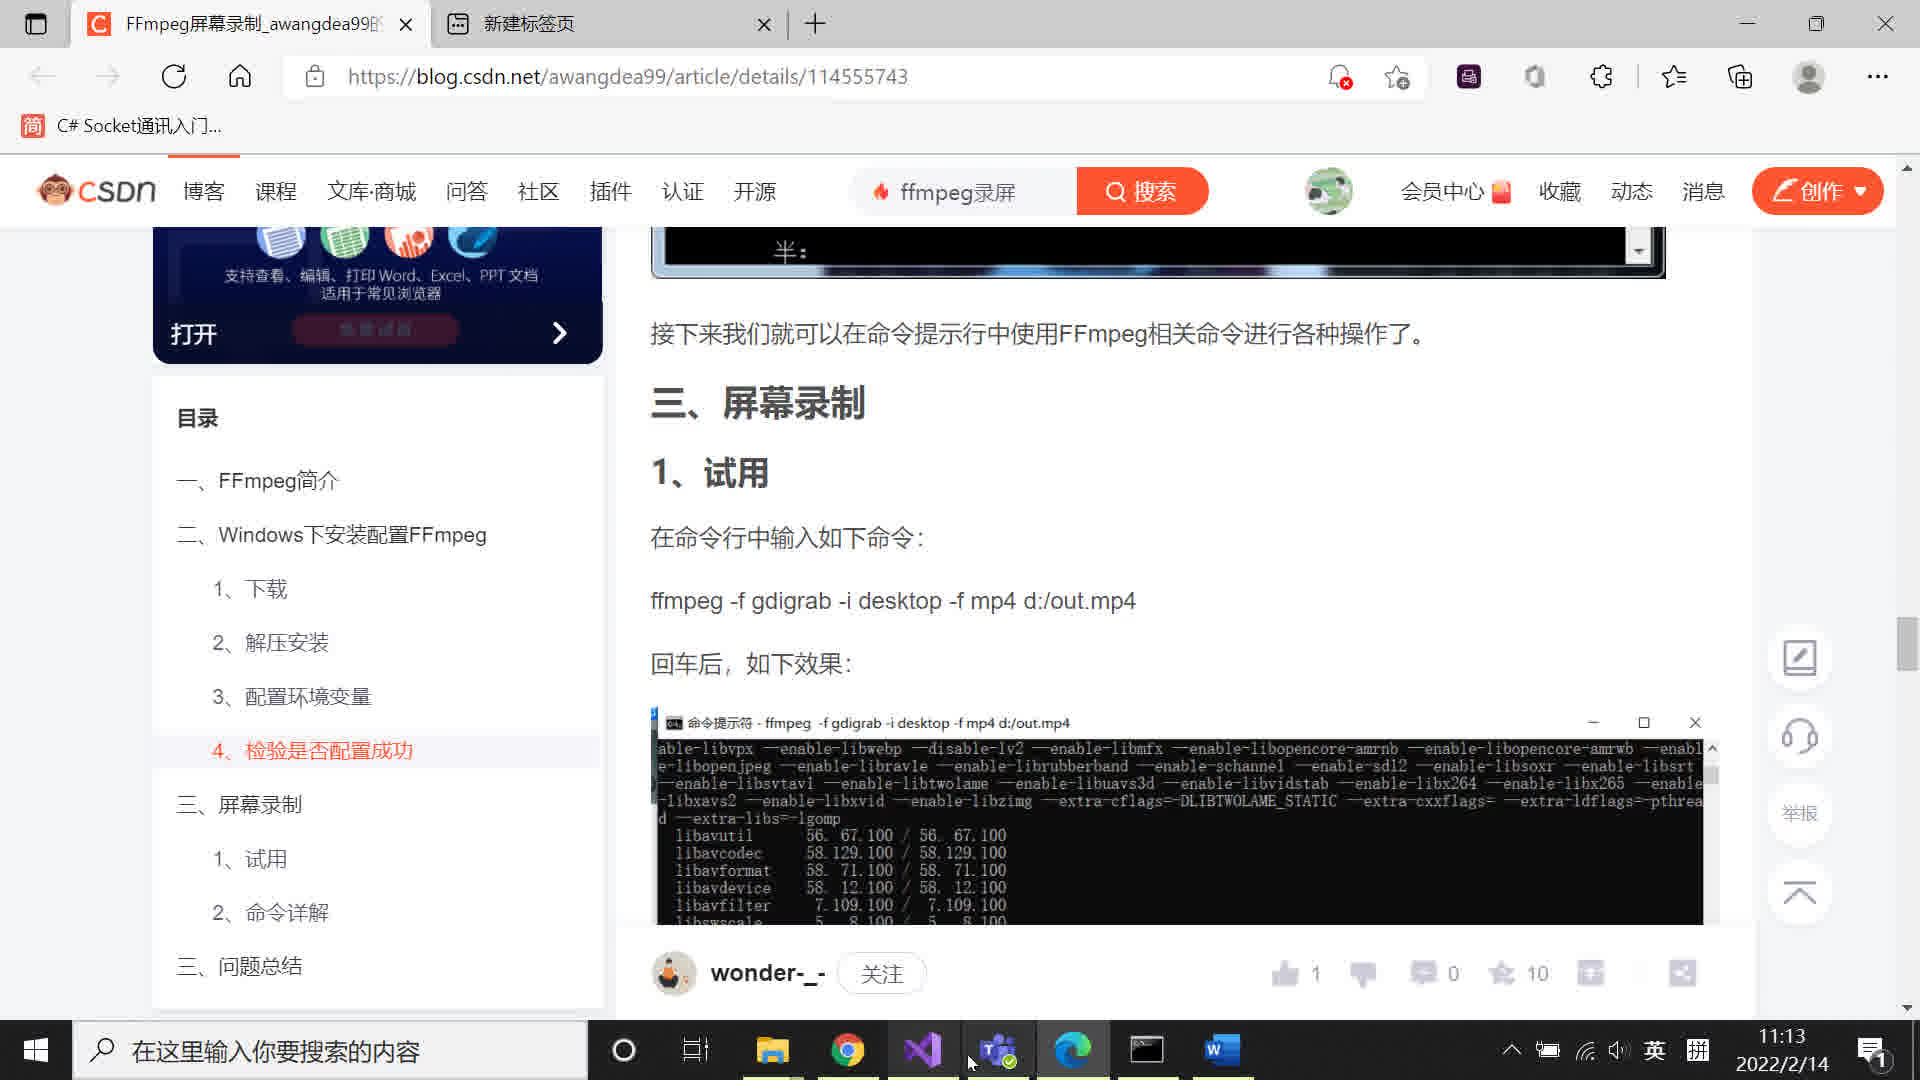 FFmpeg屏幕录制_awangdea99的
新建标签页
https://blog.csdn.net/awangdea99/article/details/114555743
简 C# Socket通讯入门...
CSDN 博客 课程 文库·商城 问答 社区 插件 认证 开源 ffmpeg录屏 搜索 会员中心 收藏 动态 消息 创作
支持查看、编辑、打印 Word、Excel、PPT 文档
适用于常见浏览器
免费试用
打开
目录
一、FFmpeg简介
二、Windows下安装配置FFmpeg
1、下载
2、解压安装
3、配置环境变量
4、检验是否配置成功
三、屏幕录制
1、试用
2、命令详解
三、问题总结
半:
接下来我们就可以在命令提示行中使用FFmpeg相关命令进行各种操作了。
三、屏幕录制
1、试用
在命令行中输入如下命令：
ffmpeg -f gdigrab -i desktop -f mp4 d:/out.mp4
回车后，如下效果：
命令提示符 - ffmpeg -f gdigrab -i desktop -f mp4 d:/out.mp4
able-libvpx --enable-libwebp --disable-lv2 --enable-libmfx --enable-libopencore-amrnb --enable-libopencore-amrwb --enabl
e-libopenjpeg --enable-librav1e --enable-librubberband --enable-schannel --enable-sdl2 --enable-libsoxr --enable-libsrt
--enable-libsvtav1 --enable-libtwolame --enable-libuavs3d --enable-libvidstab --enable-libx264 --enable-libx265 --enable
-libxavs2 --enable-libxvid --enable-libzimg --extra-cflags=-DLIBTWOLAME_STATIC --extra-cxxflags= --extra-ldflags=-pthrea
d --extra-libs=-lgomp
libavutil 56. 67.100 / 56. 67.100
libavcodec 58.129.100 / 58.129.100
libavformat 58. 71.100 / 58. 71.100
libavdevice 58. 12.100 / 58. 12.100
libavfilter 7.109.100 / 7.109.100
libswscale 5. 8.100 / 5. 8.100
wonder-_- 关注 1 0 10
举报
在这里输入你要搜索的内容
英 拼
11:13
2022/2/14
1